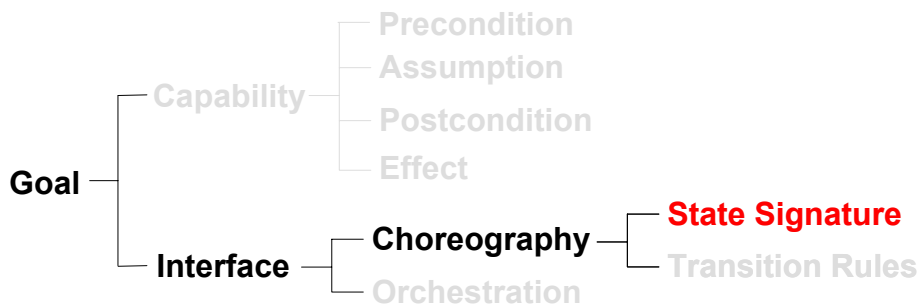 Precondition
Assumption
Capability
Postcondition
Effect
Goal
State Signature
Choreography
Interface
Transition Rules
Orchestration